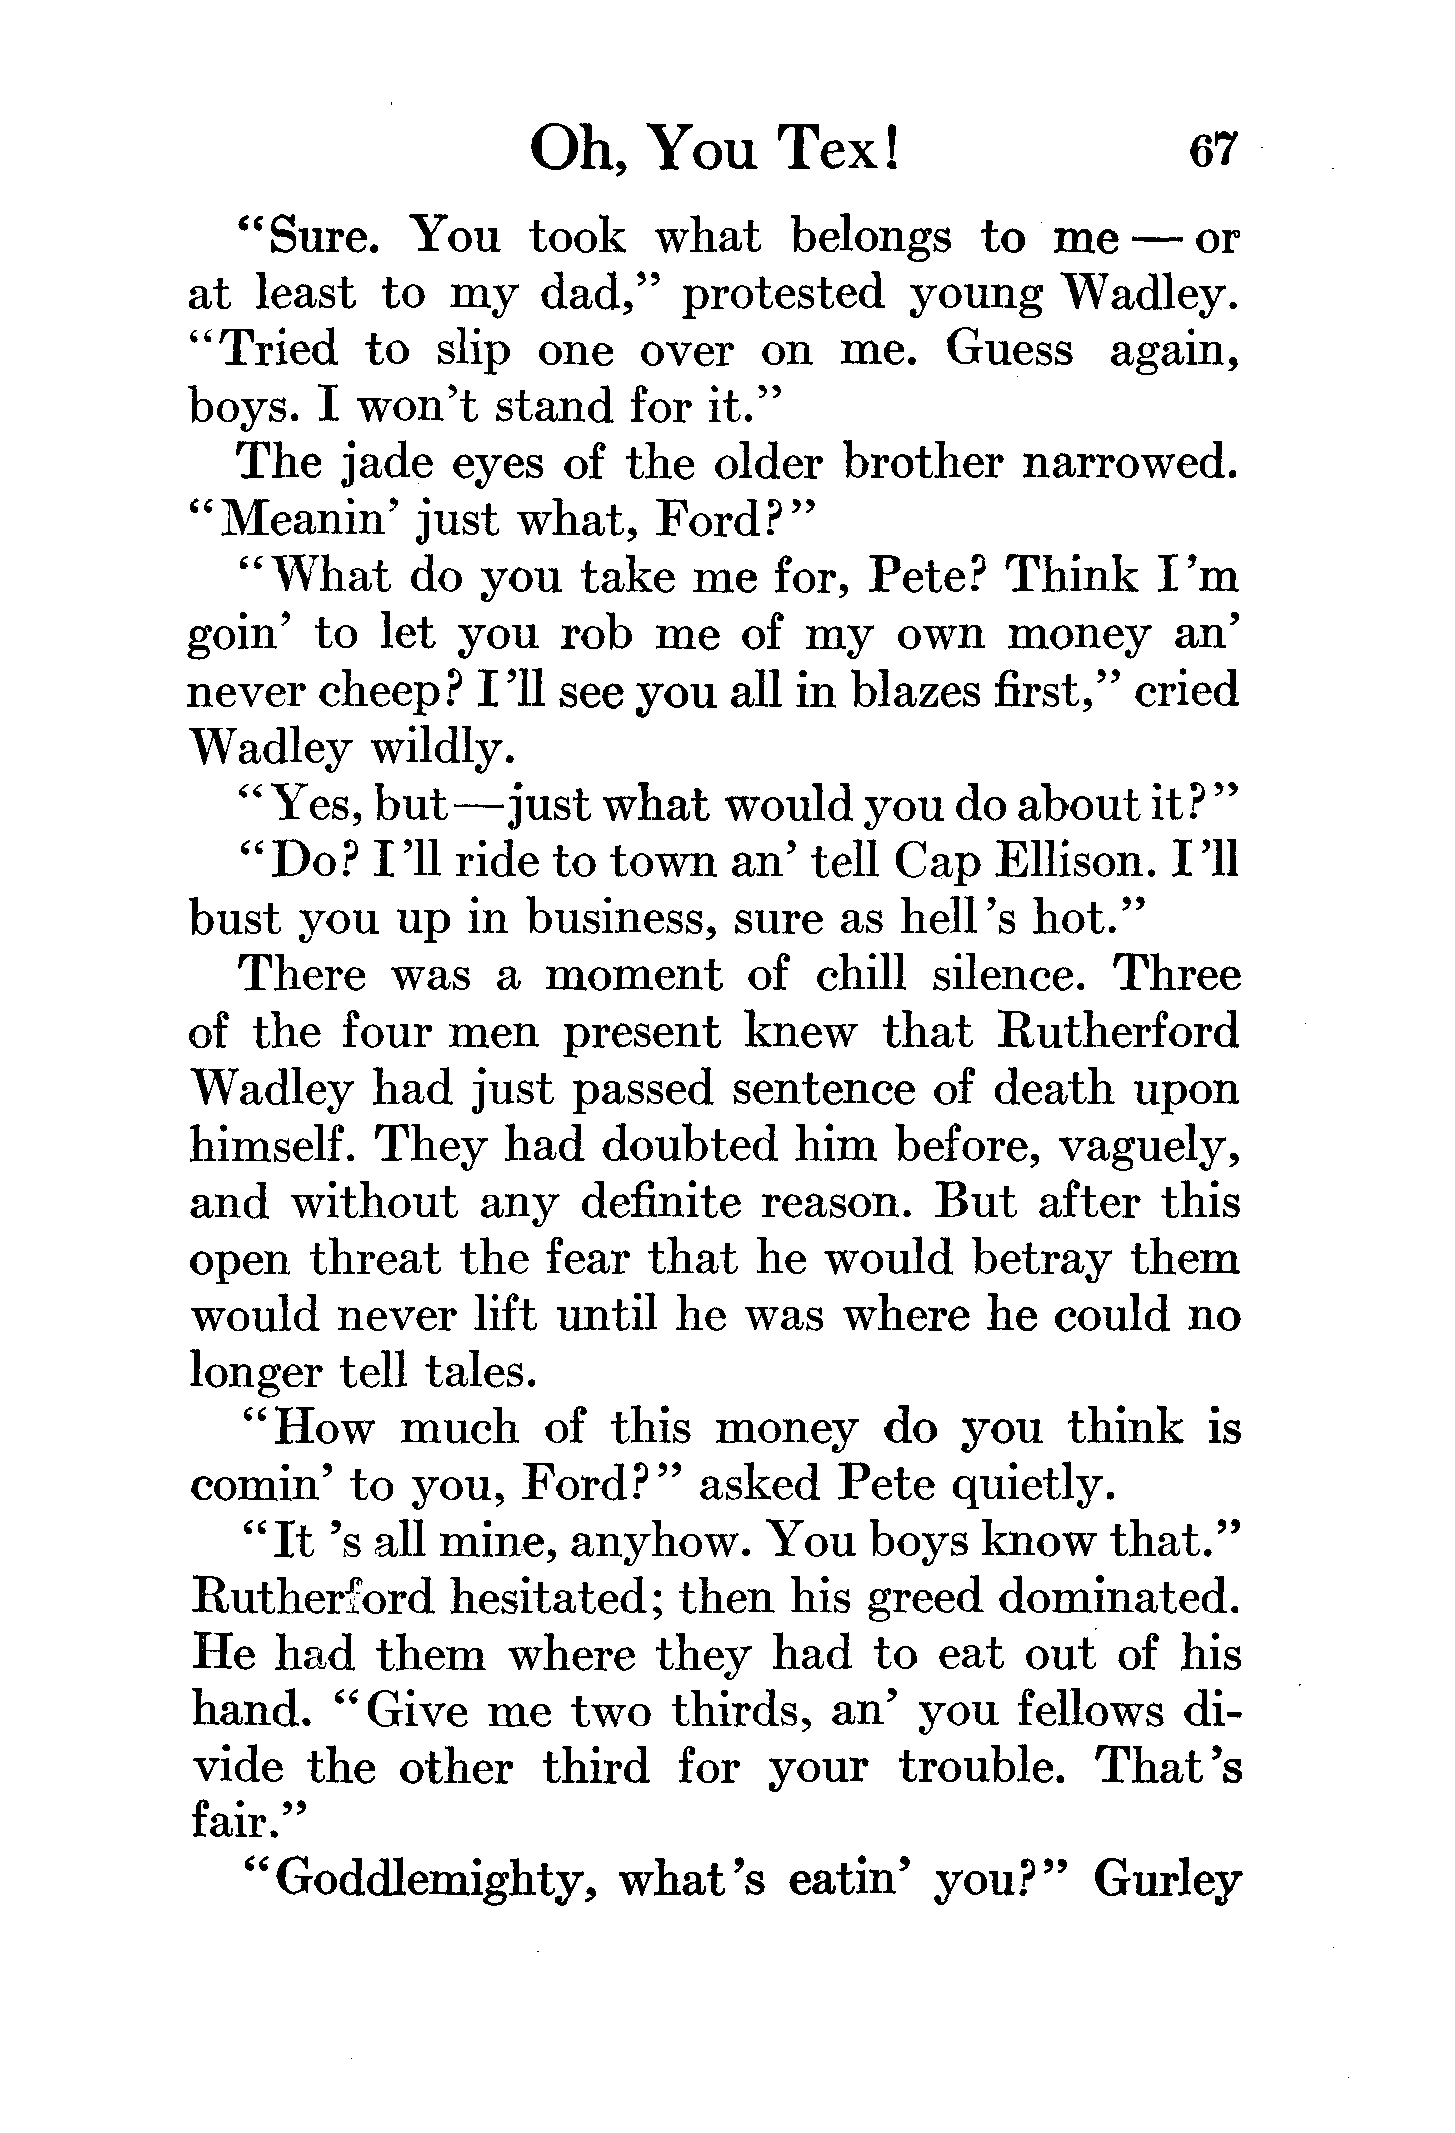 Oh, You Tex! 67
"Sure. You took what belongs to me — or
at least to my dad," protested young Wadley.
"Tried to slip one over on me. Guess again,
boys. I won't stand for it."
The jade eyes of the older brother narrowed.
"Meanin' just what, Ford?"
"What do you take me for, Pete? Think I'm
goin' to let you rob me of my own money an'
never cheep? I'll see you all in blazes first," cried
Wadley wildly.
"Yes, but—just what would you do about it?"
"Do? I'll ride to town an' tell Cap Ellison. I'll
bust you up in business, sure as hell's hot."
There was a moment of chill silence. Three
of the four men present knew that Rutherford
Wadley had just passed sentence of death upon
himself. They had doubted him before, vaguely,
and without any definite reason. But after this
open threat the fear that he would betray them
would never lift until he was where he could no
longer tell tales.
"How much of this money do you think is
comin' to you, Ford?" asked Pete quietly.
"It 's all mine, anyhow. You boys know that."
Rutherford hesitated; then his greed dominated.
He had them where they had to eat out of his
hand. "Give me two thirds, an' you fellows di-
vide the other third for your trouble. That's
fair."
"Goddlemighty, what's eatin' you?" Gurley